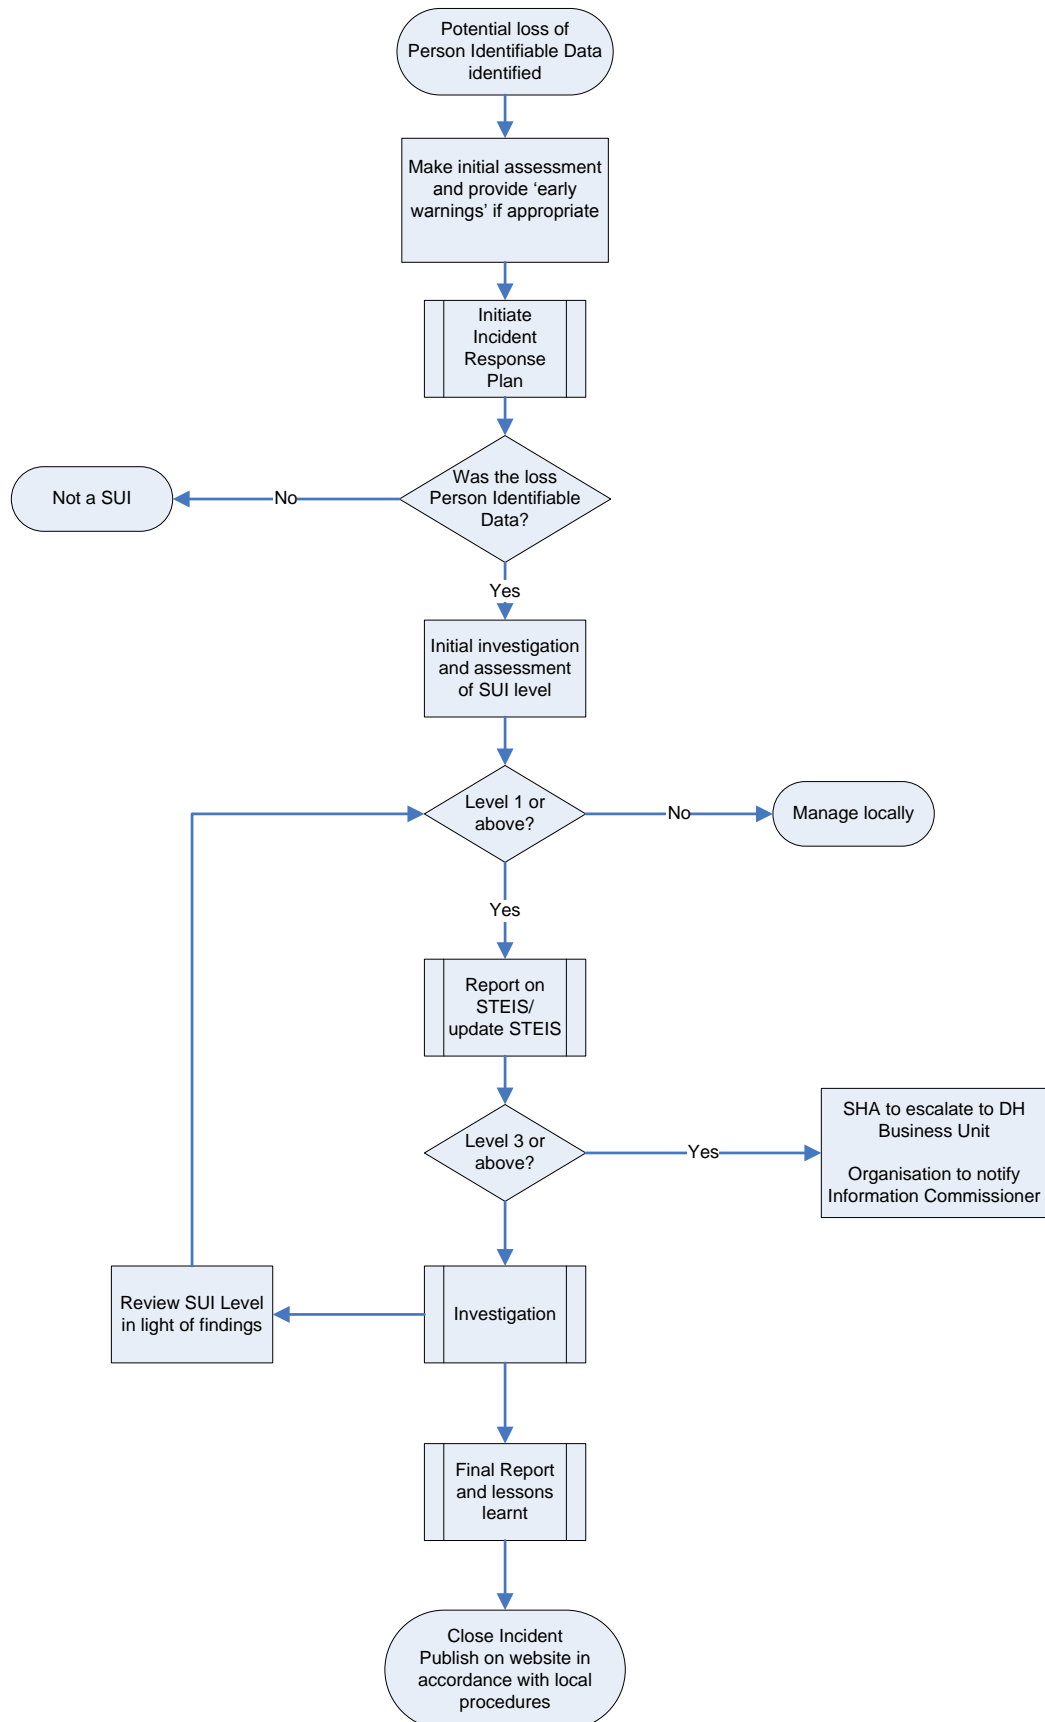 Potential loss of
Person Identifiable Data
identified
Make initial assessment
and provide ‘early
warnings’ if appropriate
Initiate
Incident
Response
Plan
Was the loss
Person Identifiable
Data?
No
Not a SUI
Yes
Initial investigation
and assessment
of SUI level
Level 1 or
above?
No
Manage locally
Yes
Report on
STEIS/
update STEIS
Level 3 or
above?
Yes
SHA to escalate to DH
Business Unit
Organisation to notify
Information Commissioner
Review SUI Level
in light of findings
Investigation
Final Report
and lessons
learnt
Close Incident
Publish on website in
accordance with local
procedures